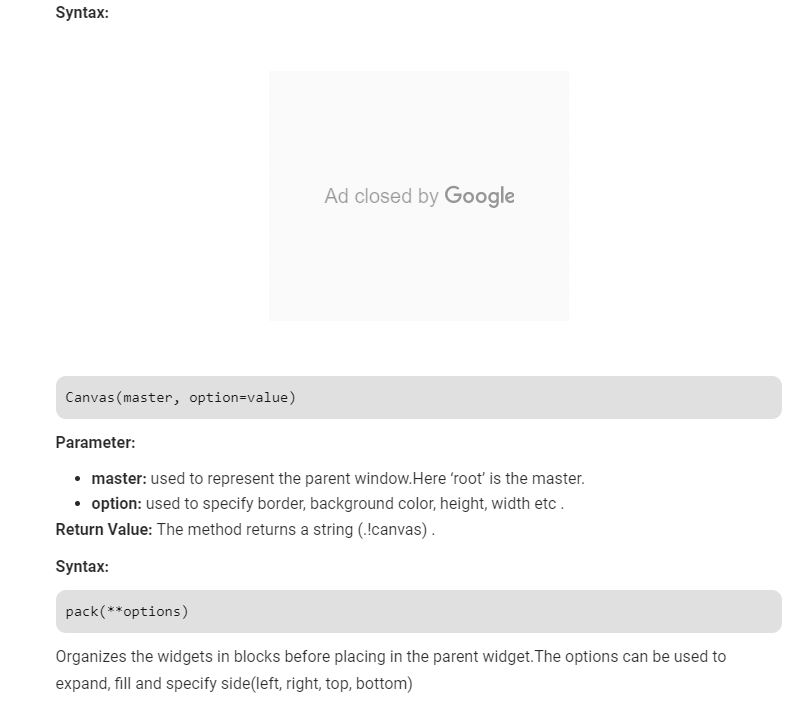 Syntax:
Ad closed by Google
Canvas(master, option=value)
Parameter:
• master: used to represent the parent window.Here ‘root’ is the master.
• option: used to specify border, background color, height, width etc .
Return Value: The method returns a string (.!canvas) .
Syntax:
pack(**options)
Organizes the widgets in blocks before placing in the parent widget.The options can be used to
expand, fill and specify side(left, right, top, bottom)